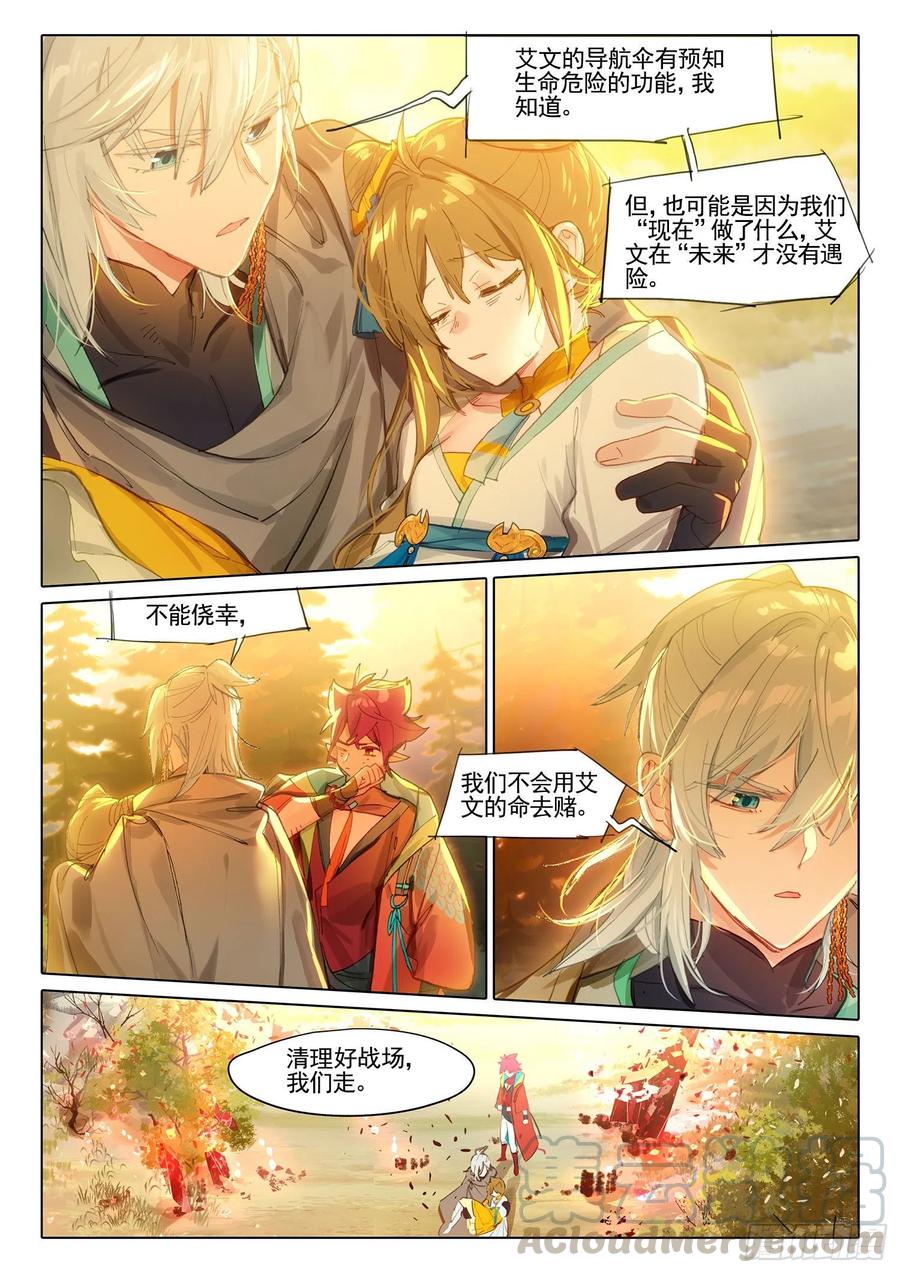 艾文的导航伞有预知
生命危险的功能，我
知道。
但，也可能是因为我们
“现在”做了什么，艾
文在“未来”才没有遇
险。
不能侥幸，
我们不会用艾
文的命去赌。
清理好战场，
我们走。
acloudmerge.com